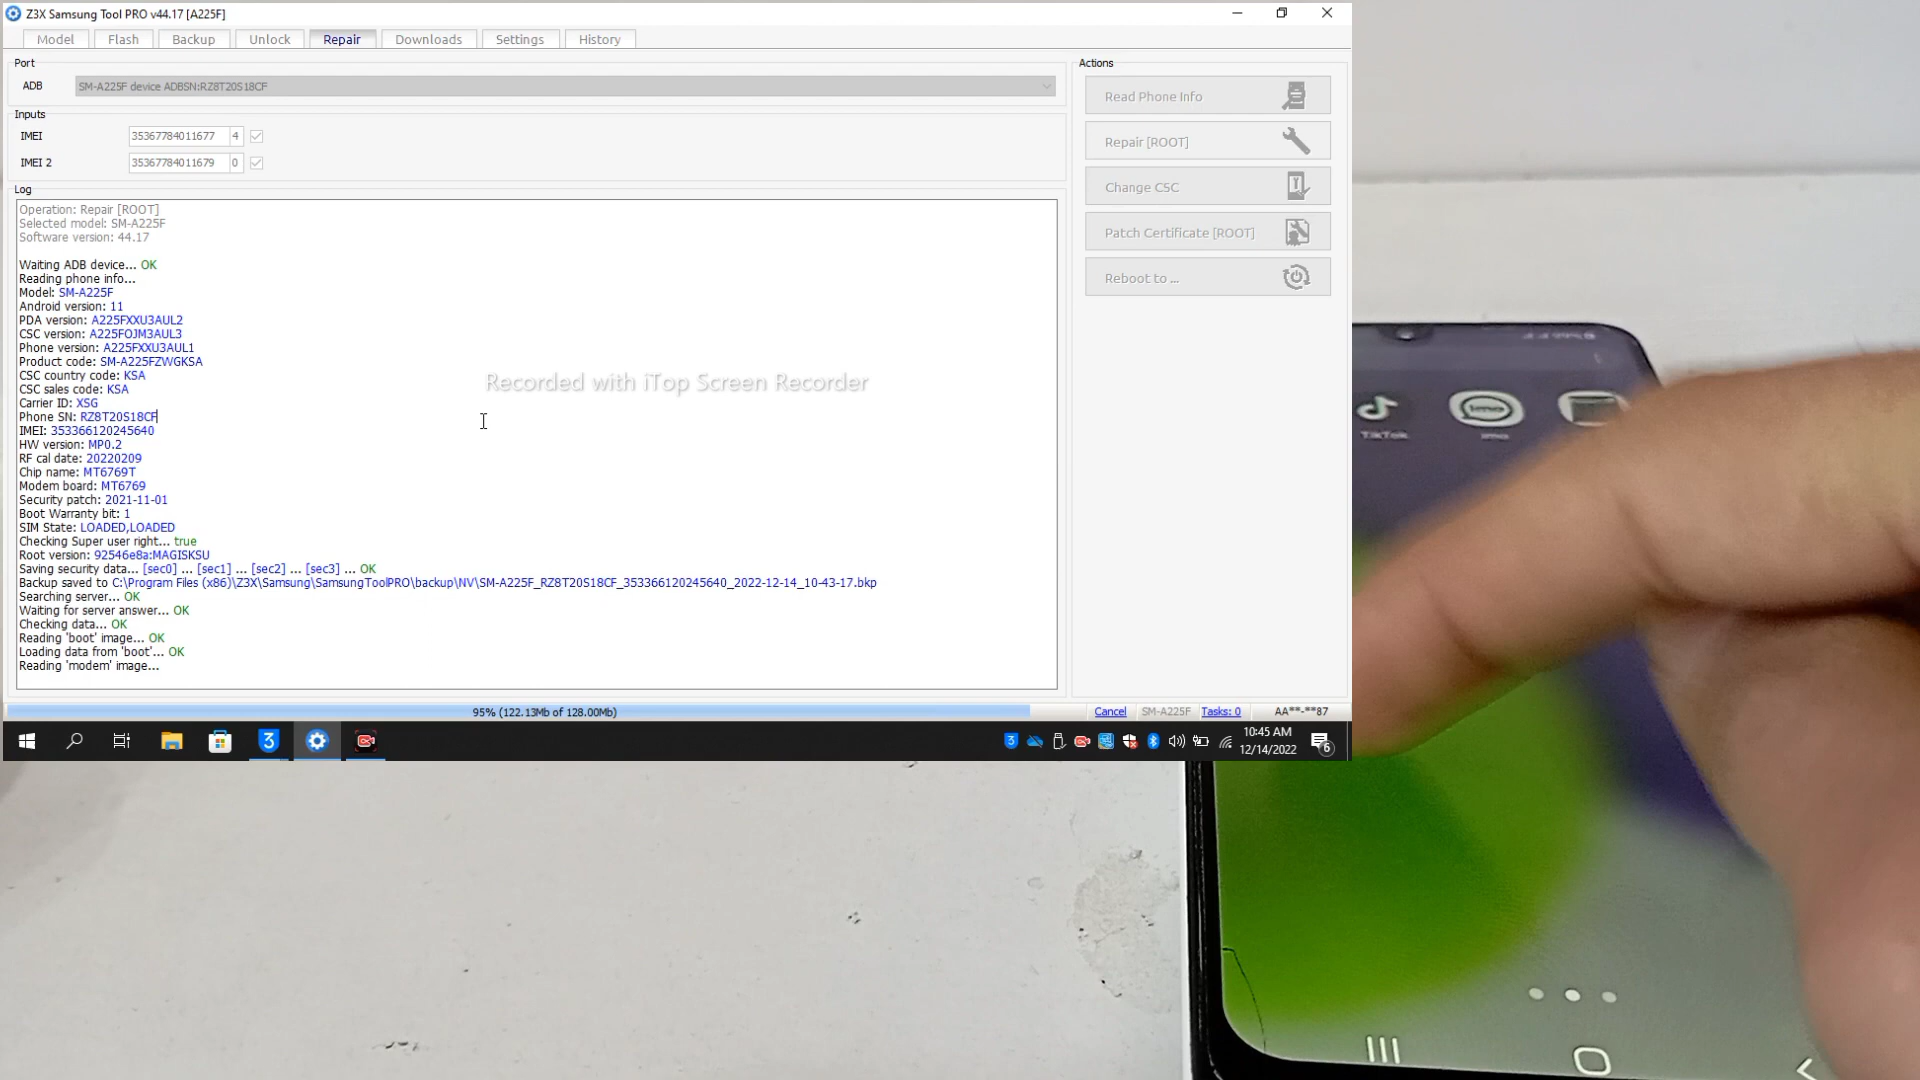 Z3X Samsung Tool PRO v44.17 [A225F]
Model Flash Backup Unlock Repair Downloads Settings History
Port
ADB SM-A225F device ADBSN:RZ8T20S18CF
Inputs
IMEI 35367784011677 4
IMEI 2 35367784011679 0
Log
Operation: Repair [ROOT]
Selected model: SM-A225F
Software version: 44.17
Waiting ADB device... OK
Reading phone info...
Model: SM-A225F
Android version: 11
PDA version: A225FXXU3AUL2
CSC version: A225FOJM3AUL3
Phone version: A225FXXU3AUL1
Product code: SM-A225FZWGKSA
CSC country code: KSA
CSC sales code: KSA
Carrier ID: XSG
Phone SN: RZ8T20S18CF
IMEI: 353366120245640
HW version: MP0.2
RF cal date: 20220209
Chip name: MT6769T
Modem board: MT6769
Security patch: 2021-11-01
Boot Warranty bit: 1
SIM State: LOADED,LOADED
Checking Super user right... true
Root version: 92546e8a:MAGISKSU
Saving security data... [sec0] ... [sec1] ... [sec2] ... [sec3] ... OK
Backup saved to C:\Program Files (x86)\Z3X\Samsung\SamsungToolPRO\backup\NV\SM-A225F_RZ8T20S18CF_353366120245640_2022-12-14_10-43-17.bkp
Searching server... OK
Waiting for server answer... OK
Checking data... OK
Reading 'boot' image... OK
Loading data from 'boot'... OK
Reading 'modem' image...
Recorded with iTop Screen Recorder
Actions
Read Phone Info
Repair [ROOT]
Change CSC
Patch Certificate [ROOT]
Reboot to ...
95% (122.13Mb of 128.00Mb) Cancel SM-A225F Tasks: 0 AA**-**87
3
3
10:45 AM
12/14/2022
6
TikTok
imo
imo